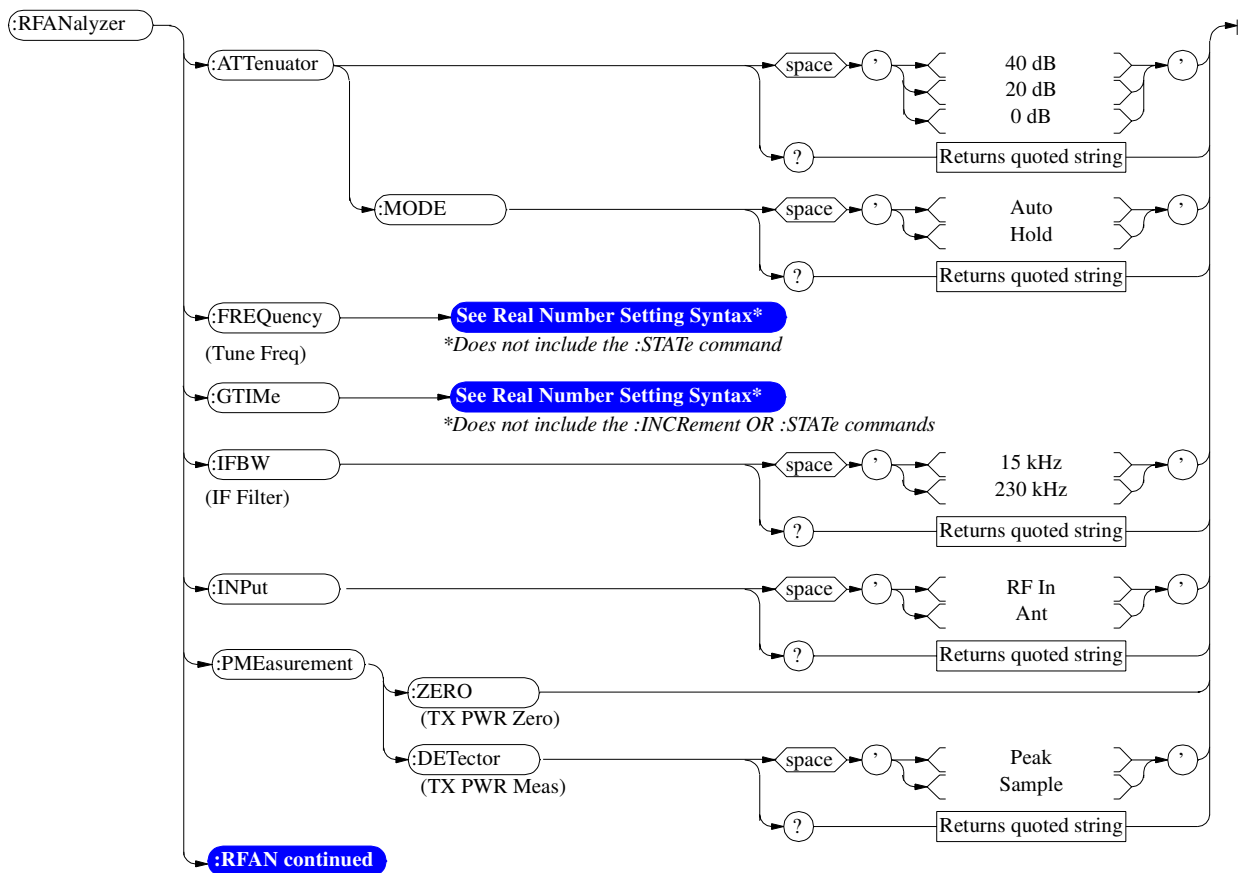 :RFANalyzer
:ATTenuator
space ’ 40 dB ’
20 dB
0 dB
? Returns quoted string
:MODE
space ’ Auto ’
Hold
? Returns quoted string
:FREQuency
See Real Number Setting Syntax*
(Tune Freq)
*Does not include the :STATe command
:GTIMe
See Real Number Setting Syntax*
*Does not include the :INCRement OR :STATe commands
:IFBW
space ’ 15 kHz ’
(IF Filter)
230 kHz
? Returns quoted string
:INPut
space ’ RF In ’
Ant
? Returns quoted string
:PMEasurement
:ZERO
(TX PWR Zero)
:DETector
space ’ Peak ’
(TX PWR Meas)
Sample
? Returns quoted string
:RFAN continued